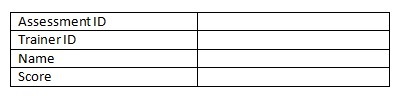 Assessment ID
Trainer ID
Name
Score